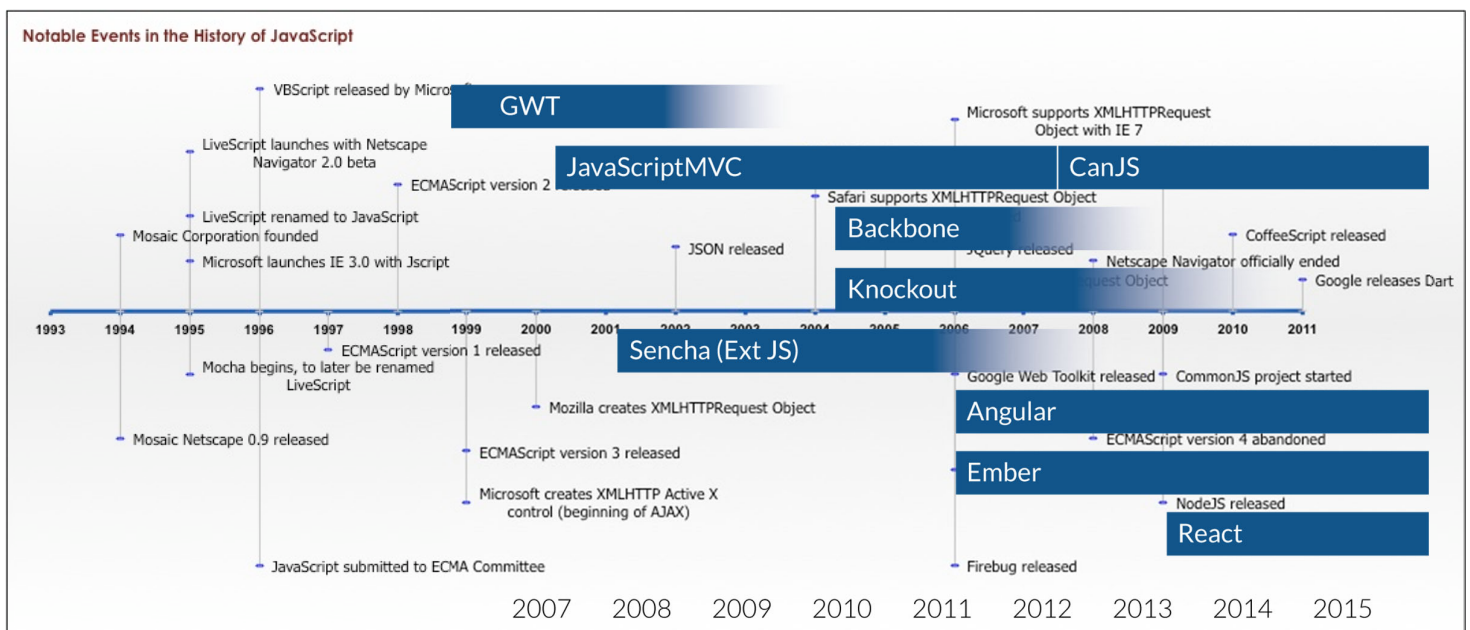 Notable Events in the History of JavaScript
VBScript released by Micros
GWT
Microsoft supports XMLHTTPRequest
Object with IE 7
LiveScript launches with Netscape
Navigator 2.0 beta
JavaScriptMVC
CanJS
ECMAScript version 2 released
Safari supports XMLHTTPRequest Object
LiveScript renamed to JavaScript
Backbone
Mosaic Corporation founded
CoffeeScript released
JSON released
JQuery released
Microsoft launches IE 3.0 with Jscript
Netscape Navigator officially ended
Knockout
Request Object
Google releases Dart
1993 1994 1995 1996 1997 1998 1999 2000 2001 2002 2003 2004 2005 2006 2007 2008 2009 2010 2011
ECMAScript version 1 released
Sencha (Ext JS)
Mocha begins, to later be renamed
LiveScript
Google Web Toolkit released
CommonJS project started
Mozilla creates XMLHTTPRequest Object
Angular
Mosaic Netscape 0.9 released
ECMAScript version 4 abandoned
ECMAScript version 3 released
Ember
Microsoft creates XMLHTTP Active X
control (beginning of AJAX)
NodeJS released
React
JavaScript submitted to ECMA Committee
Firebug released
2007 2008 2009 2010 2011 2012 2013 2014 2015